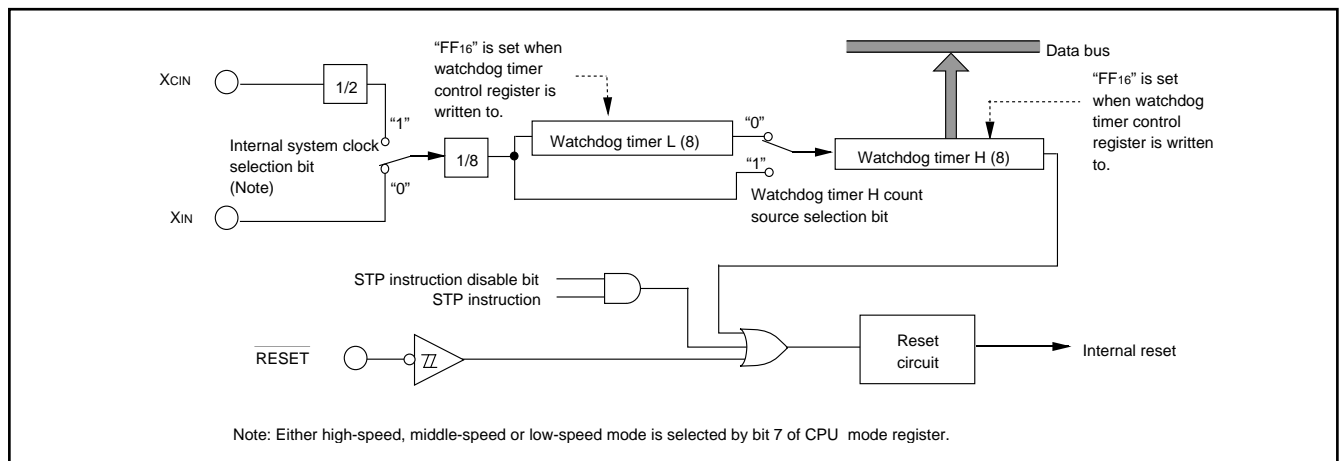 XCIN
1/2
“1”
Internal system clock
selection bit
(Note)
“0”
XIN
1/8
“FF16” is set when
watchdog timer
control register is
written to.
Watchdog timer L (8)
“0”
“1”
Watchdog timer H count
source selection bit
Data bus
Watchdog timer H (8)
“FF16” is set
when watchdog
timer control
register is written
to.
STP instruction disable bit
STP instruction
RESET
Reset
circuit
Internal reset
Note: Either high-speed, middle-speed or low-speed mode is selected by bit 7 of CPU mode register.